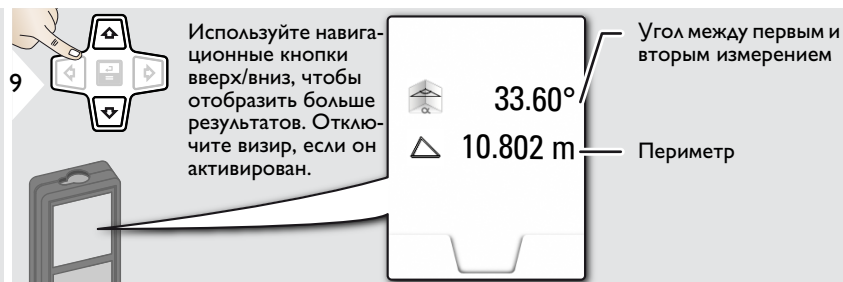 9
Используйте навига-
ционные кнопки
вверх/вниз, чтобы
отобразить больше
результатов. Отклю-
чите визир, если он
активирован.
α
33.60°
10.802 m
Угол между первым и
вторым измерением
Периметр